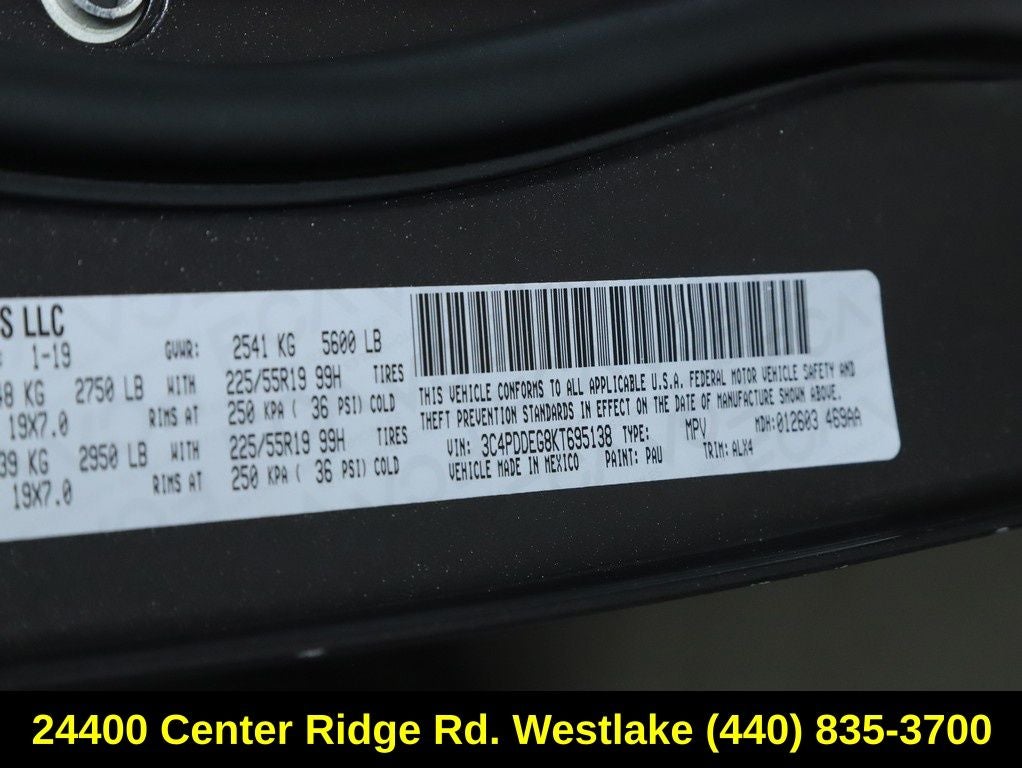 S LLC
1-19
GVWR: 2541 KG 5600 LB
KG 2750 LB WITH 225/55R19 99H TIRES
19X7.0 RIMS AT 250 KPA ( 36 PSI) COLD
KG 2950 LB WITH 225/55R19 99H TIRES
19X7.0 RIMS AT 250 KPA ( 36 PSI) COLD
THIS VEHICLE CONFORMS TO ALL APPLICABLE U.S.A. FEDERAL MOTOR VEHICLE SAFETY AND
THEFT PREVENTION STANDARDS IN EFFECT ON THE DATE OF MANUFACTURE SHOWN ABOVE.
VIN: 3C4PDDEG8KT695138 TYPE: MPV MDH:012603 469AA
VEHICLE MADE IN MEXICO PAINT: PAU TRIM: ALX4
24400 Center Ridge Rd. Westlake (440) 835-3700